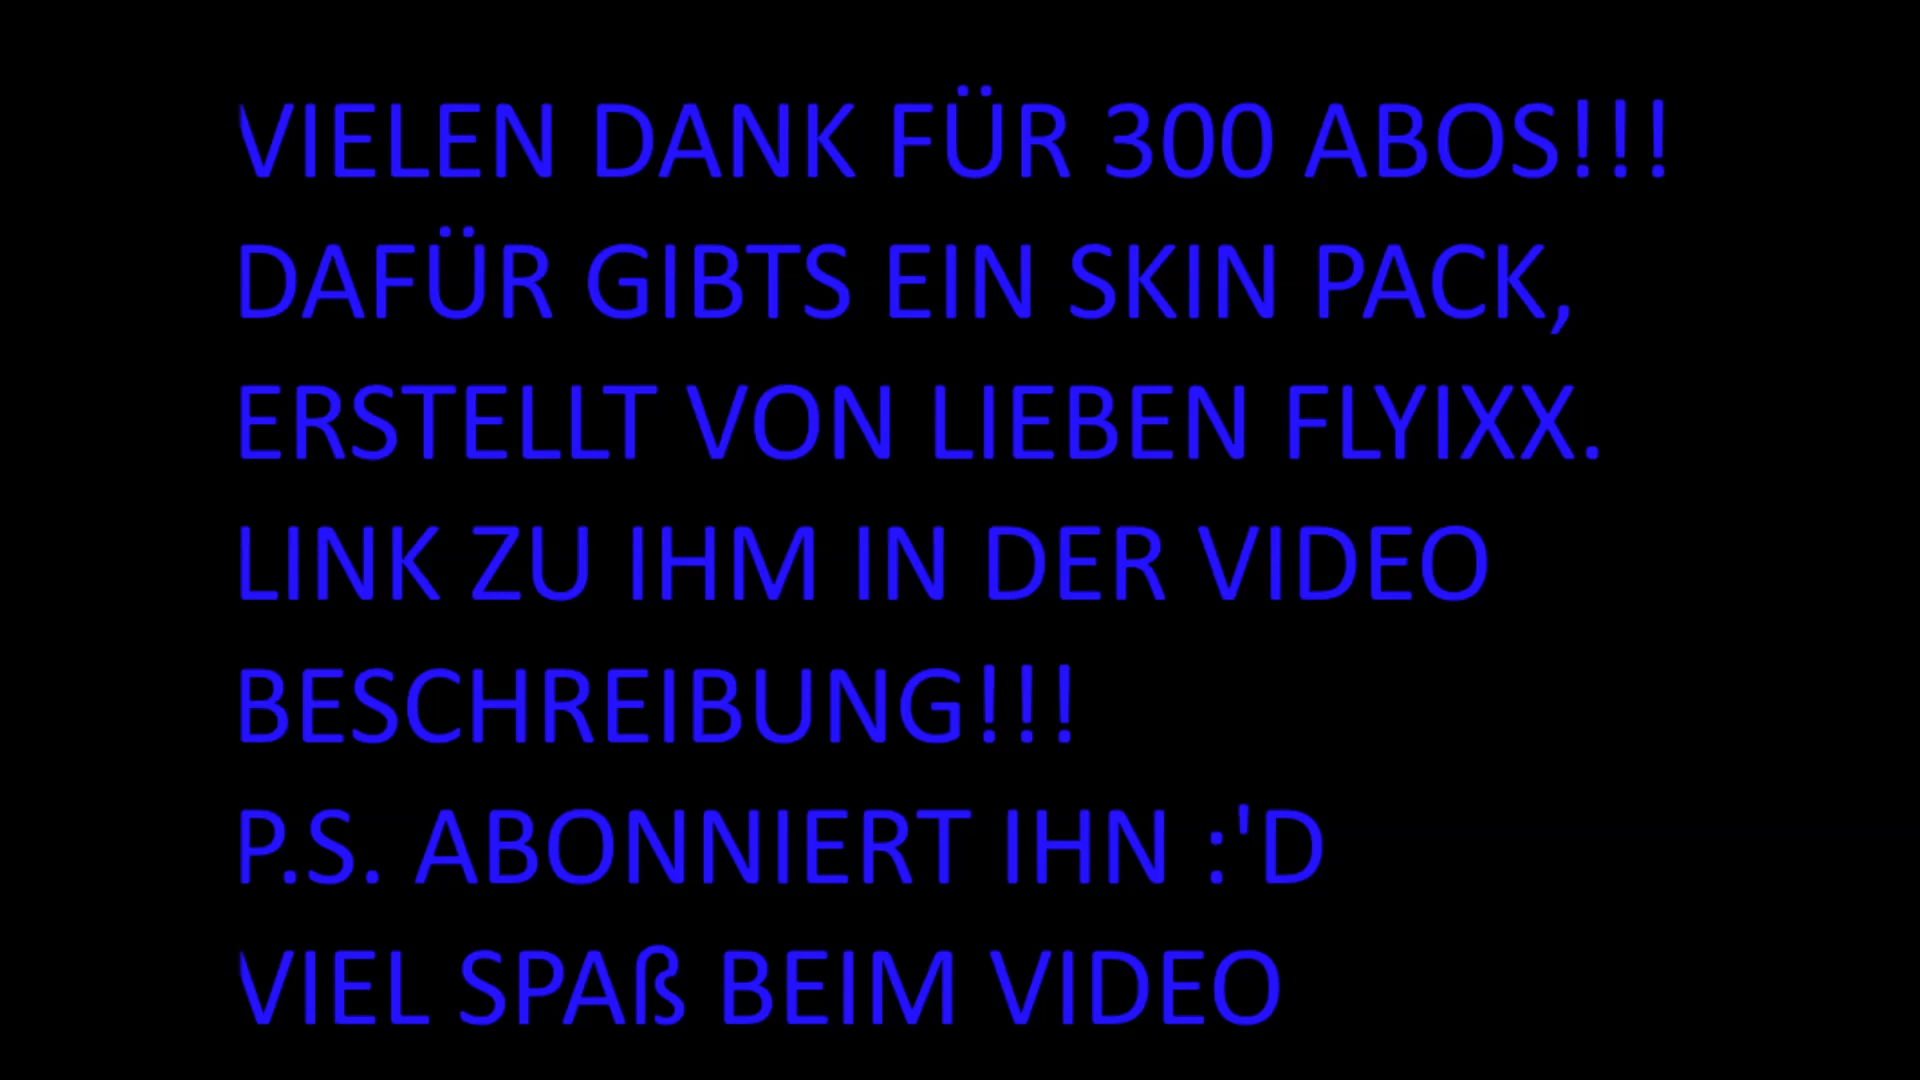 VIELEN DANK FÜR 300 ABOS!!!
DAFÜR GIBTS EIN SKIN PACK,
ERSTELLT VON LIEBEN FLYIXX.
LINK ZU IHM IN DER VIDEO
BESCHREIBUNG!!!
P.S. ABONNIERT IHN :'D
VIEL SPAß BEIM VIDEO